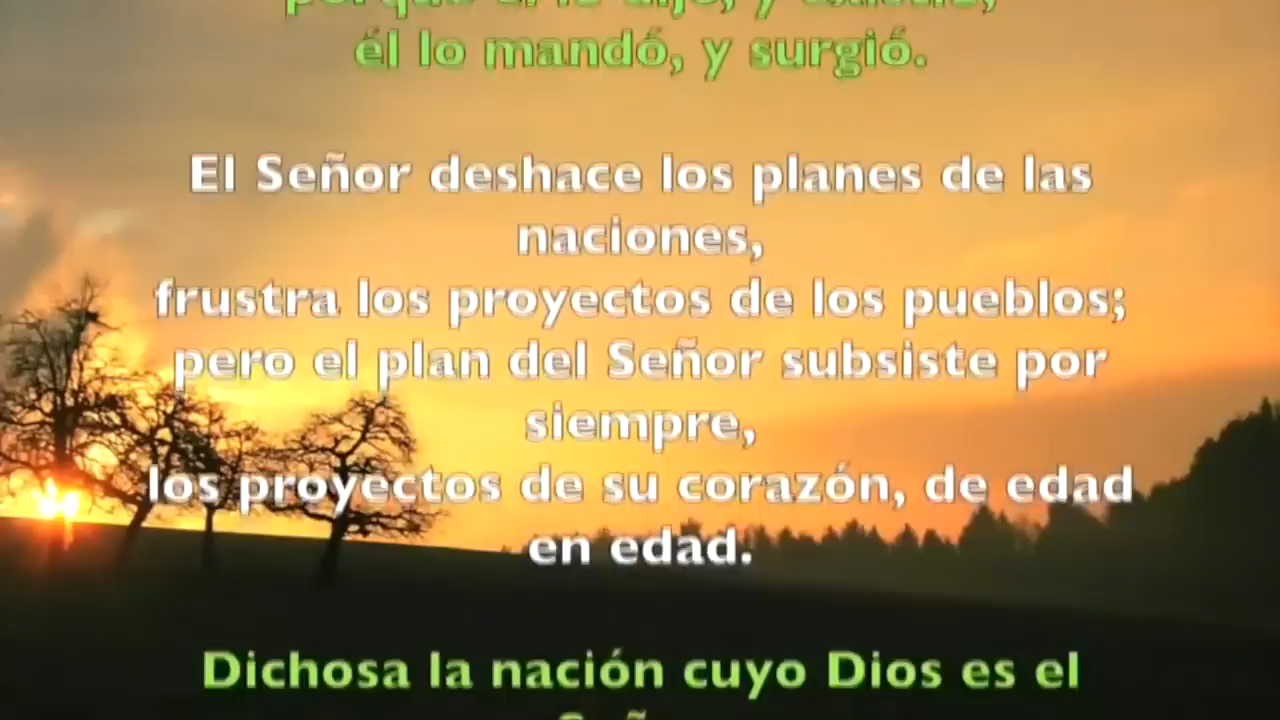 él lo mandó, y surgió.
El Señor deshace los planes de las
naciones,
frustra los proyectos de los pueblos;
pero el plan del Señor subsiste por
siempre,
los proyectos de su corazón, de edad
en edad.
Dichosa la nación cuyo Dios es el